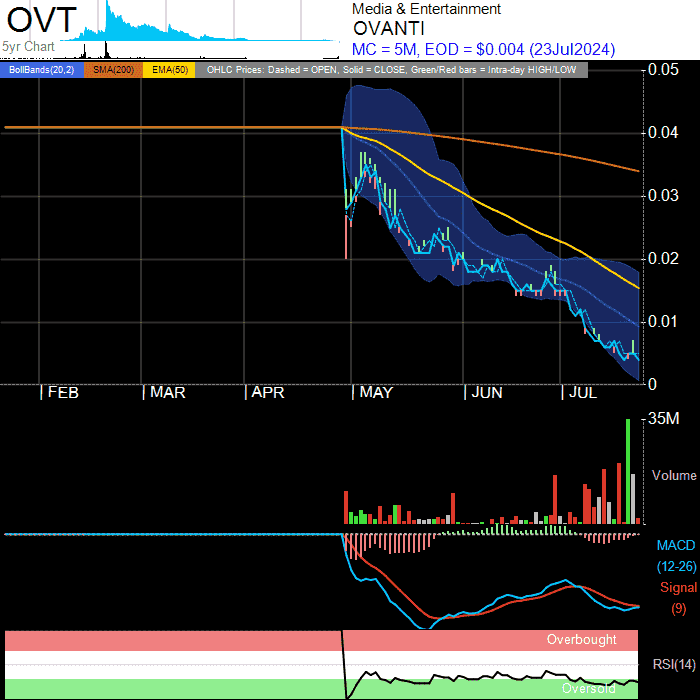 OVT
5yr Chart
Media & Entertainment
OVANTI
MC = 5M, EOD = $0.004 (23Jul2024)
BollBands(20,2) SMA(200) EMA(50) OHLC Prices: Dashed = OPEN, Solid = CLOSE, Green/Red bars = Intra-day HIGH/LOW
0.05
0.04
0.03
0.02
0.01
0
FEB MAR APR MAY JUN JUL
35M
Volume
MACD
(12-26)
Signal
(9)
Overbought
RSI(14)
Oversold